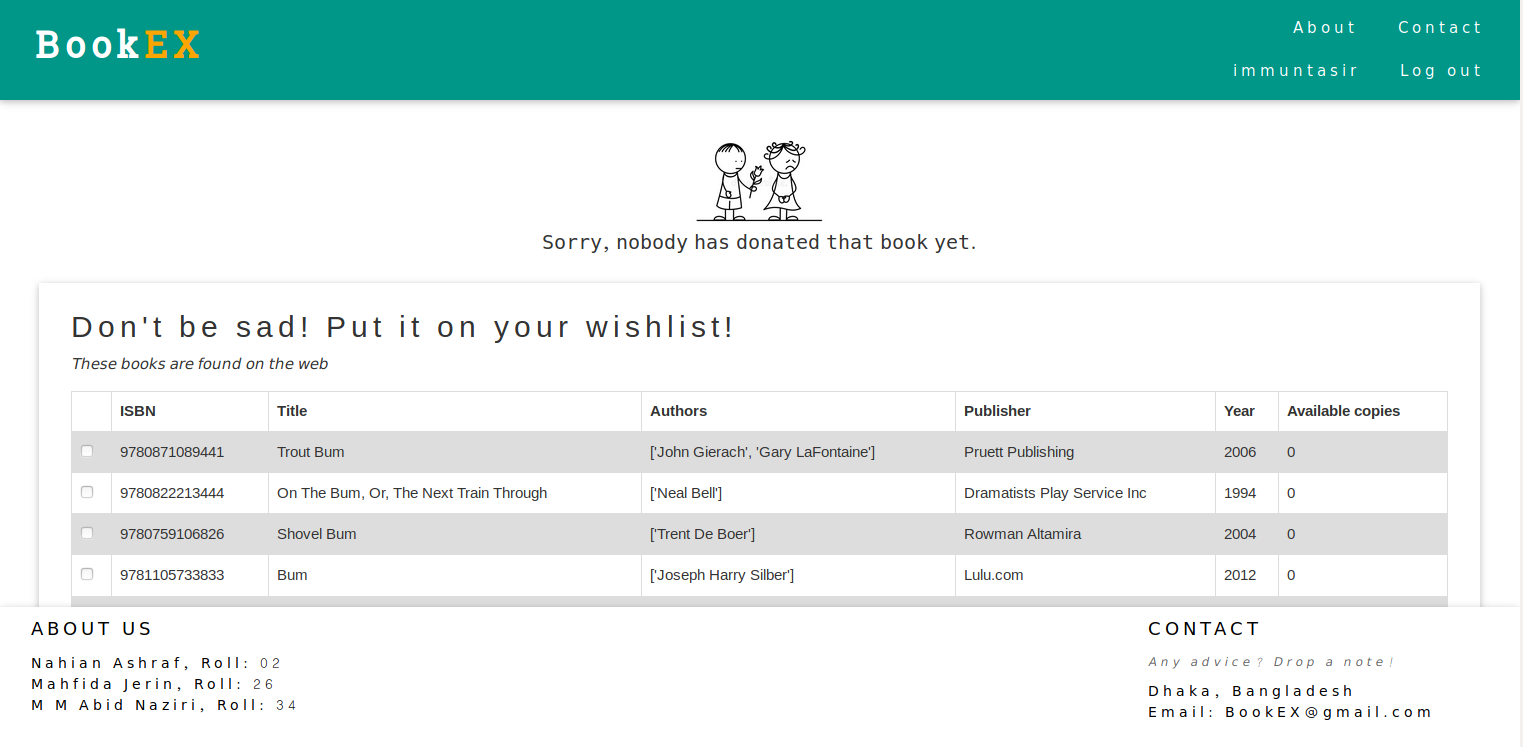 BookEX
About Contact
immuntasir Log out
Sorry, nobody has donated that book yet.
Don't be sad! Put it on your wishlist!
These books are found on the web
ISBN Title Authors Publisher Year Available copies
9780871089441 Trout Bum ['John Gierach', 'Gary LaFontaine'] Pruett Publishing 2006 0
9780822213444 On The Bum, Or, The Next Train Through ['Neal Bell'] Dramatists Play Service Inc 1994 0
9780759106826 Shovel Bum ['Trent De Boer'] Rowman Altamira 2004 0
9781105733833 Bum ['Joseph Harry Silber'] Lulu.com 2012 0
ABOUT US
Nahian Ashraf, Roll: 02
Mahfida Jerin, Roll: 26
M M Abid Naziri, Roll: 34
CONTACT
Any advice? Drop a note!
Dhaka, Bangladesh
Email: BookEX@gmail.com